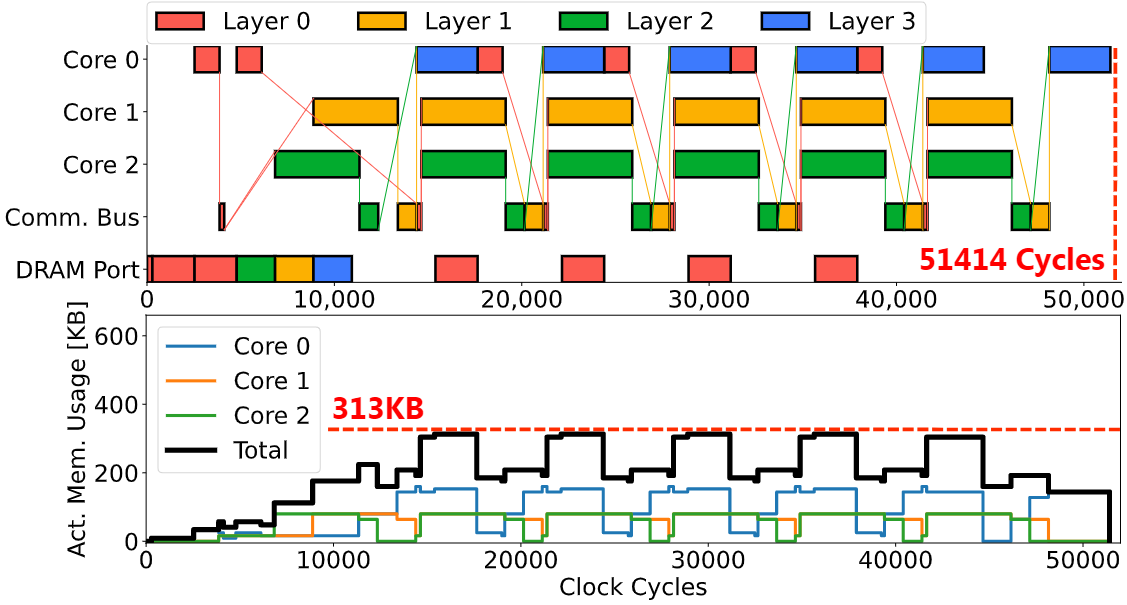 Layer 0 Layer 1 Layer 2 Layer 3
Core 0
Core 1
Core 2
Comm. Bus
DRAM Port
51414 Cycles
0 10,000 20,000 30,000 40,000 50,000
Act. Mem. Usage [KB]
600
400
200
0
Core 0
Core 1
Core 2
Total
313KB
0 10000 20000 30000 40000 50000
Clock Cycles